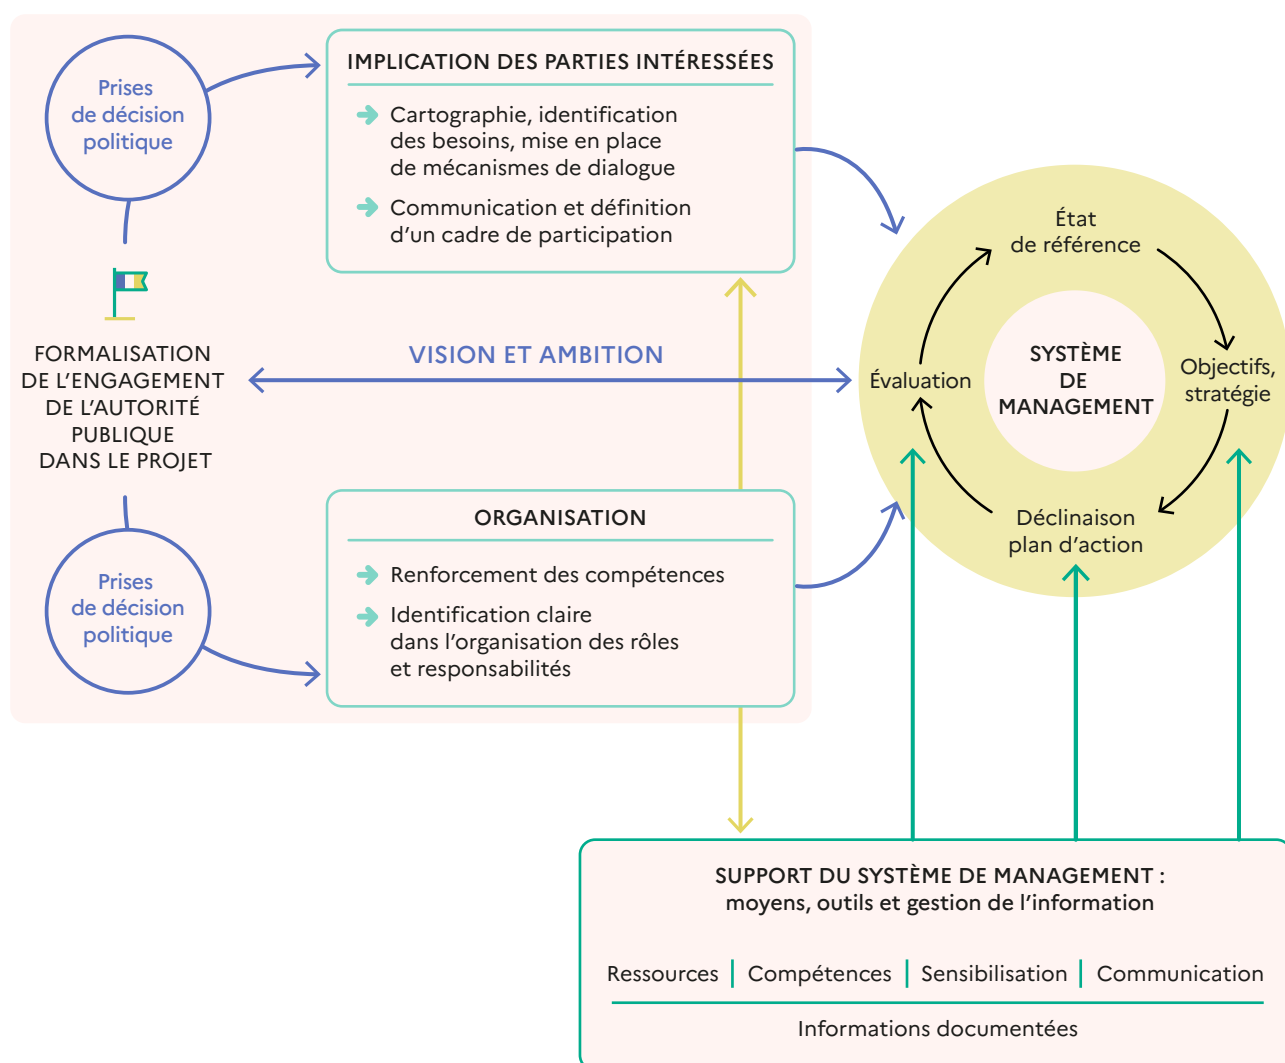 Prises
de décision
politique
IMPLICATION DES PARTIES INTÉRESSÉES
Cartographie, identification
des besoins, mise en place
de mécanismes de dialogue
Communication et définition
d'un cadre de participation
FORMALISATION
DE L'ENGAGEMENT
DE L'AUTORITÉ
PUBLIQUE
DANS LE PROJET
VISION ET AMBITION
Prises
de décision
politique
ORGANISATION
Renforcement des compétences
Identification claire
dans l'organisation des rôles
et responsabilités
État
de référence
Objectifs,
stratégie
Déclinaison
plan d'action
Évaluation
SYSTÈME
DE
MANAGEMENT
SUPPORT DU SYSTÈME DE MANAGEMENT :
moyens, outils et gestion de l'information
Ressources | Compétences | Sensibilisation | Communication
Informations documentées